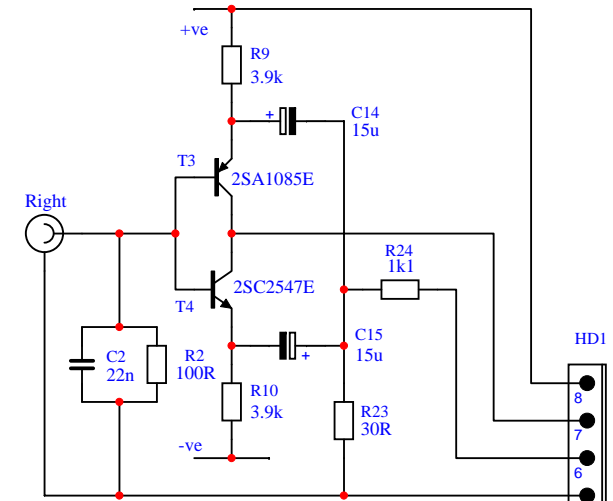 +ve
R9
3.9k
+
C14
15u
T3
2SA1085E
Right
R24
1k1
2SC2547E
T4
HD1
C15
15u
+
C2
22n
R2
100R
R10
3.9k
R23
30R
8
7
6
-ve